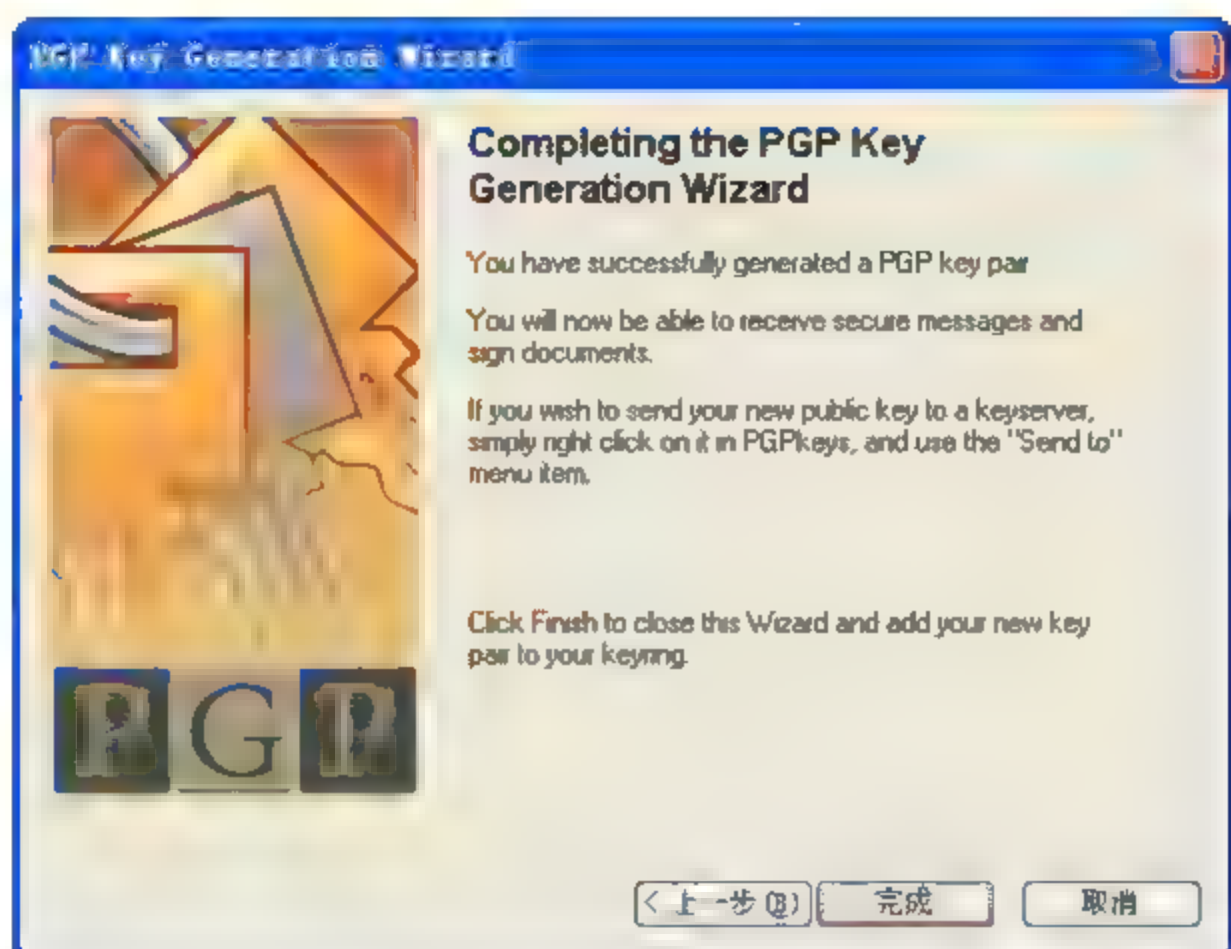 PGP Key Generation Wizard
Completing the PGP Key
Generation Wizard
You have successfully generated a PGP key pair
You will now be able to receive secure messages and
sign documents.
If you wish to send your new public key to a keyserver,
simply right click on it in PGPkeys, and use the "Send to"
menu item.
Click Finish to close this Wizard and add your new key
pair to your keyring.
PGP
<上一步(B)
完成
取消